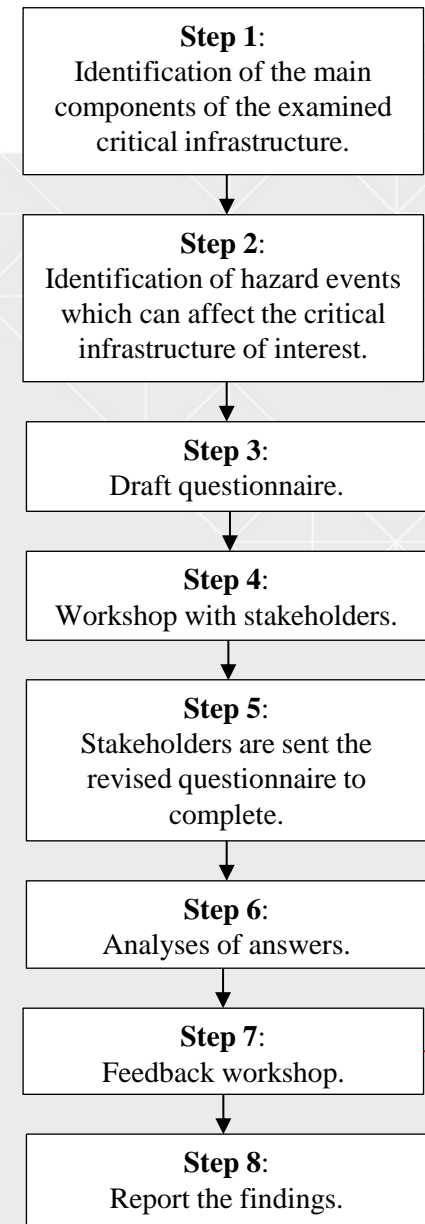 Step 1:
Identification of the main
components of the examined
critical infrastructure.
Step 2:
Identification of hazard events
which can affect the critical
infrastructure of interest.
Step 3:
Draft questionnaire.
Step 4:
Workshop with stakeholders.
Step 5:
Stakeholders are sent the
revised questionnaire to
complete.
Step 6:
Analyses of answers.
Step 7:
Feedback workshop.
Step 8:
Report the findings.